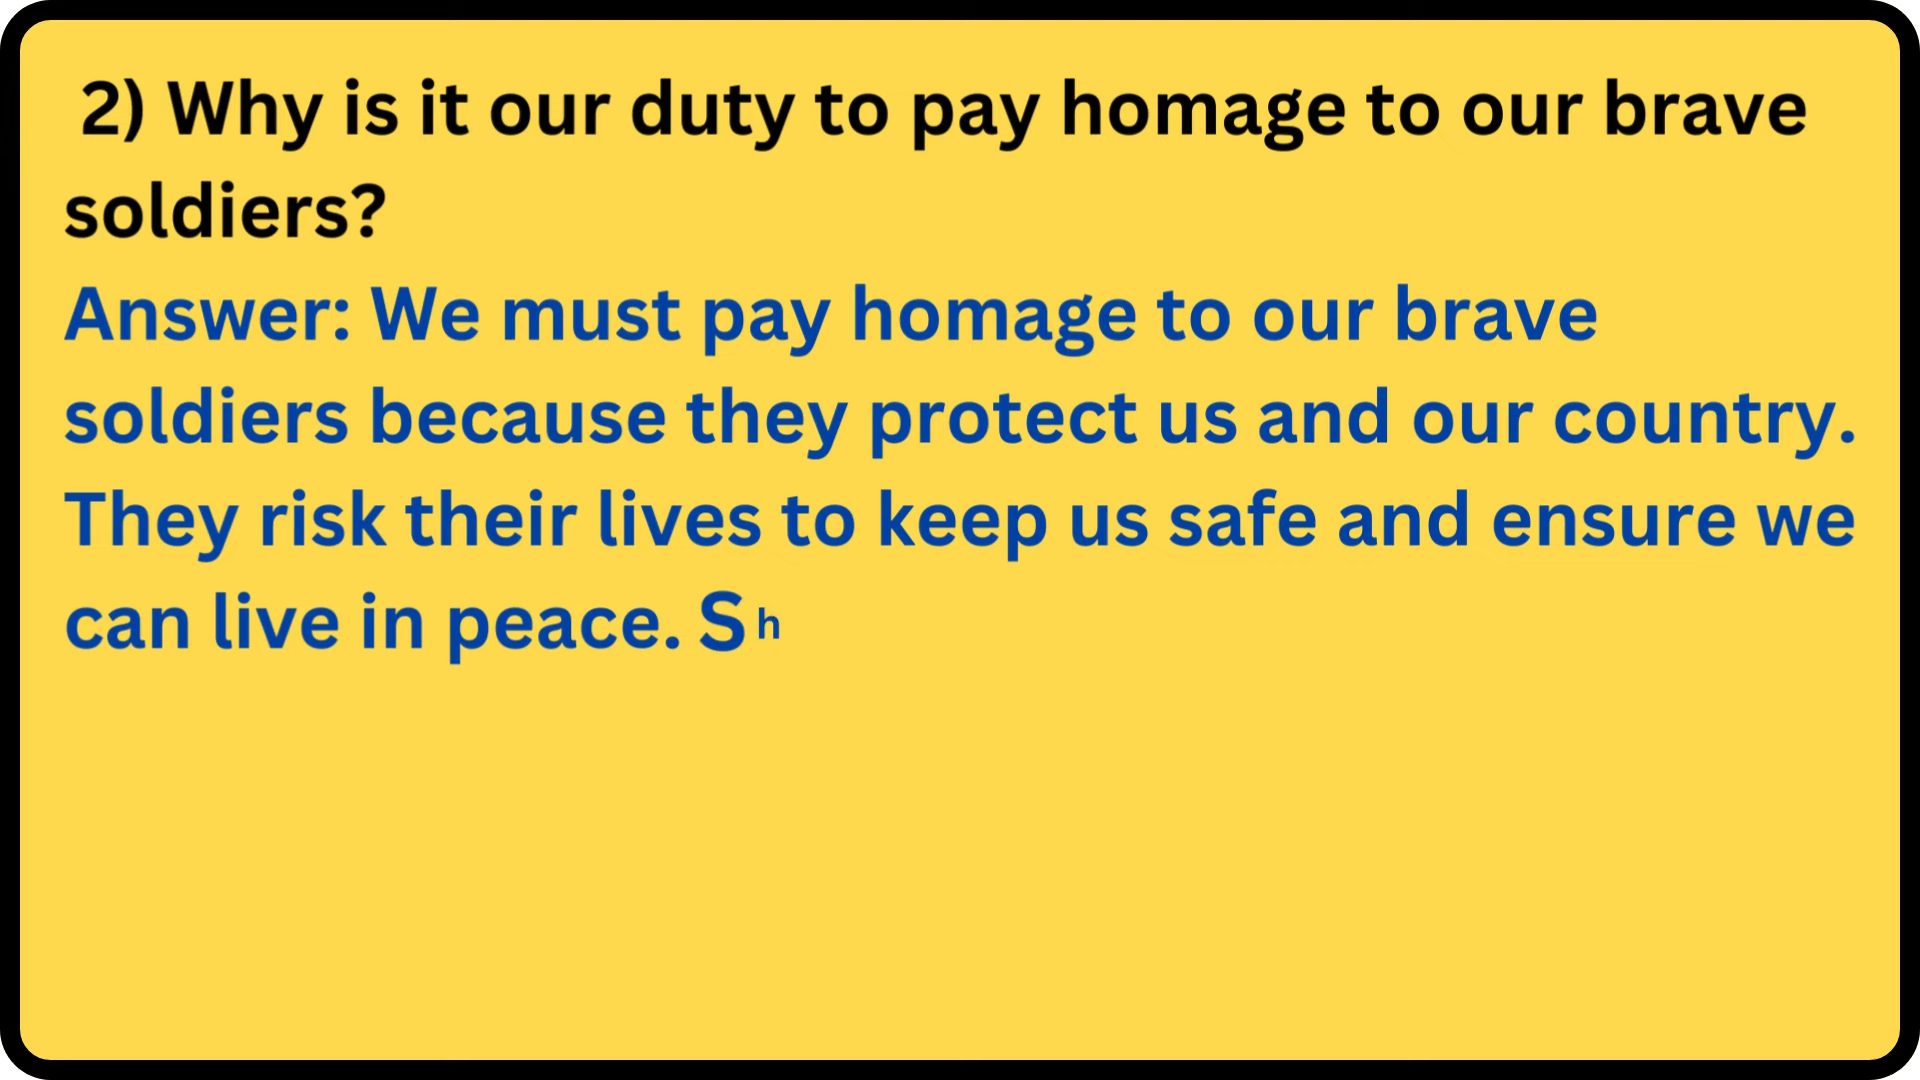 2) Why is it our duty to pay homage to our brave
soldiers?
Answer: We must pay homage to our brave
soldiers because they protect us and our country.
They risk their lives to keep us safe and ensure we
can live in peace. S h